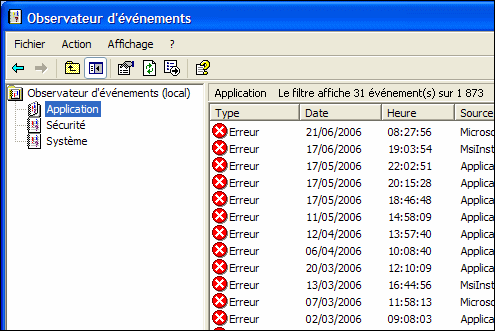 Observateur d'événements
Fichier Action Affichage ?
Observateur d'événements (local)
Application
Sécurité
Système
Application Le filtre affiche 31 événement(s) sur 1 873
Type Date Heure Source
Erreur 21/06/2006 08:27:56 Microso
Erreur 17/06/2006 19:03:54 MsiInst
Erreur 17/05/2006 22:02:51 Applica
Erreur 17/05/2006 20:15:28 Applica
Erreur 17/05/2006 18:46:48 Applica
Erreur 11/05/2006 14:58:09 Applica
Erreur 12/04/2006 13:57:40 Applica
Erreur 06/04/2006 10:08:40 Applica
Erreur 20/03/2006 12:10:09 Applica
Erreur 13/03/2006 16:44:56 MsiInst
Erreur 07/03/2006 11:58:13 Microso
Erreur 02/03/2006 09:08:03 Applica